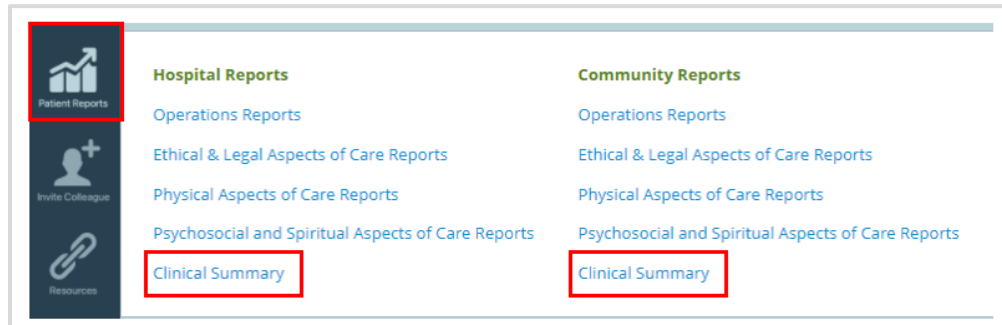 Patient Reports
Invite Colleague
Resources
Hospital Reports
Operations Reports
Ethical & Legal Aspects of Care Reports
Physical Aspects of Care Reports
Psychosocial and Spiritual Aspects of Care Reports
Clinical Summary
Community Reports
Operations Reports
Ethical & Legal Aspects of Care Reports
Physical Aspects of Care Reports
Psychosocial and Spiritual Aspects of Care Reports
Clinical Summary